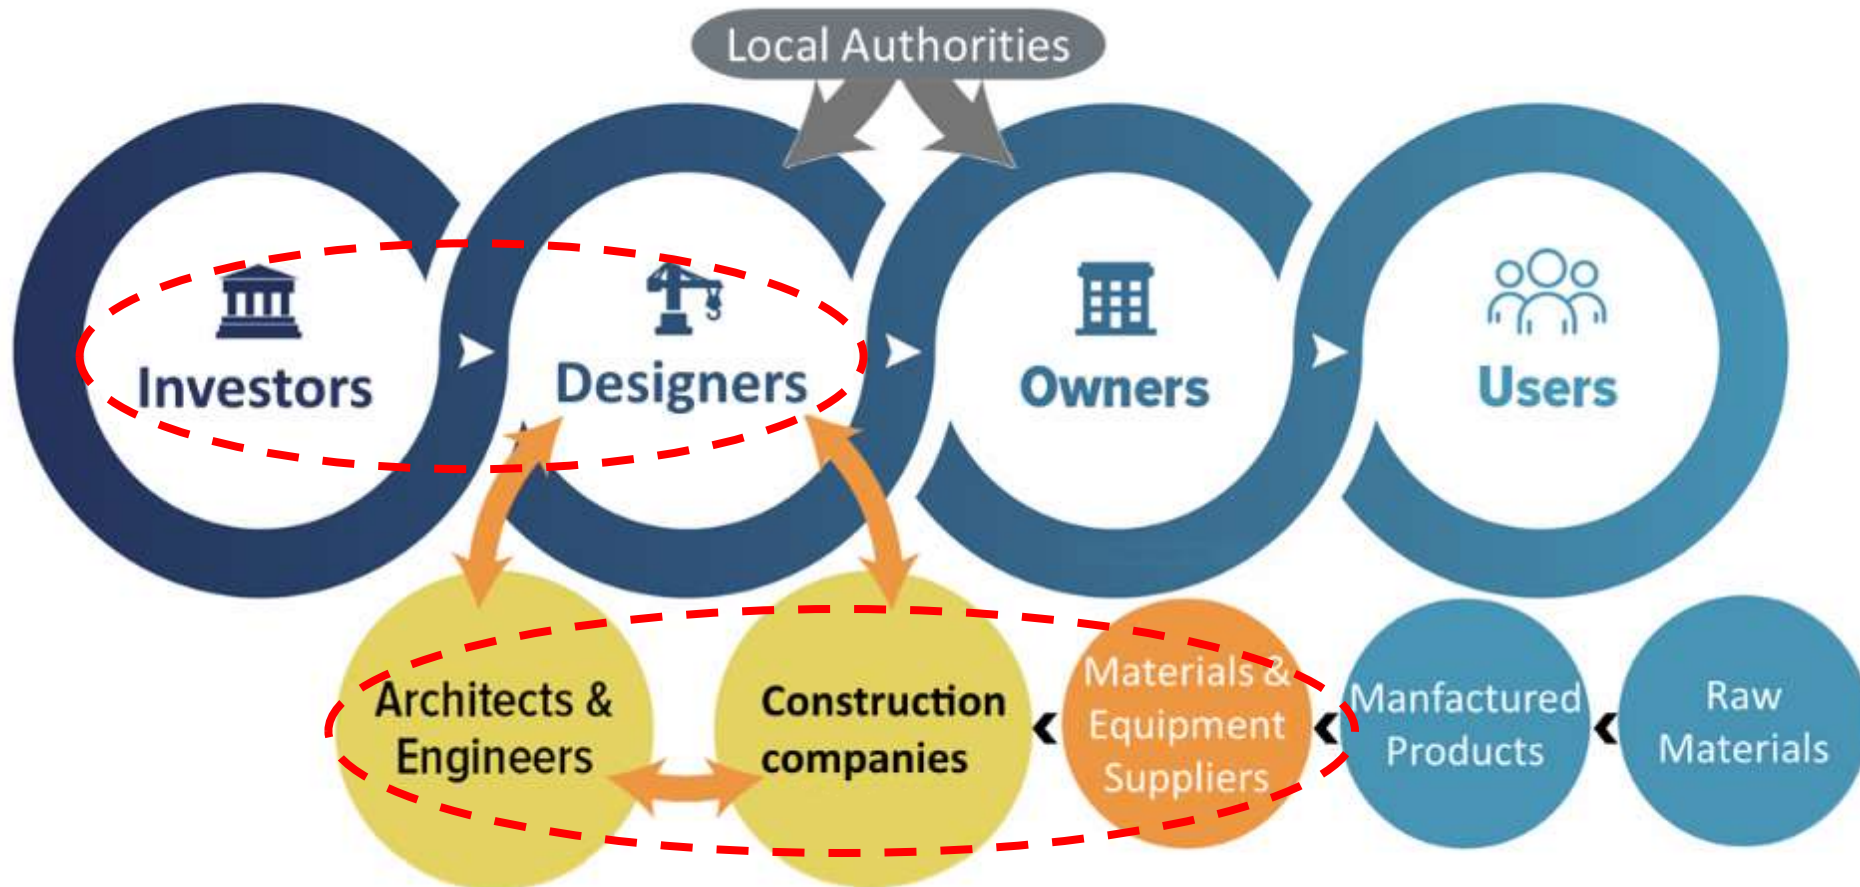 Local Authorities
Investors
Designers
Owners
Users
Architects &
Engineers
Construction
companies
Materials &
Equipment
Suppliers
Manfactured
Products
Raw
Materials